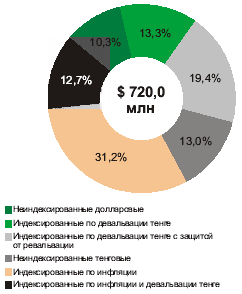 13,3%
10,3%
19,4%
12,7%
$ 720,0
млн
13,0%
31,2%
Неиндексированные долларовые
Индексированные по девальвации тенге
Индексированные по девальвации тенге с защитой
от ревальвации
Неиндексированные тенговые
Индексированные по инфляции
Индексированные по инфляции и девальвации тенге